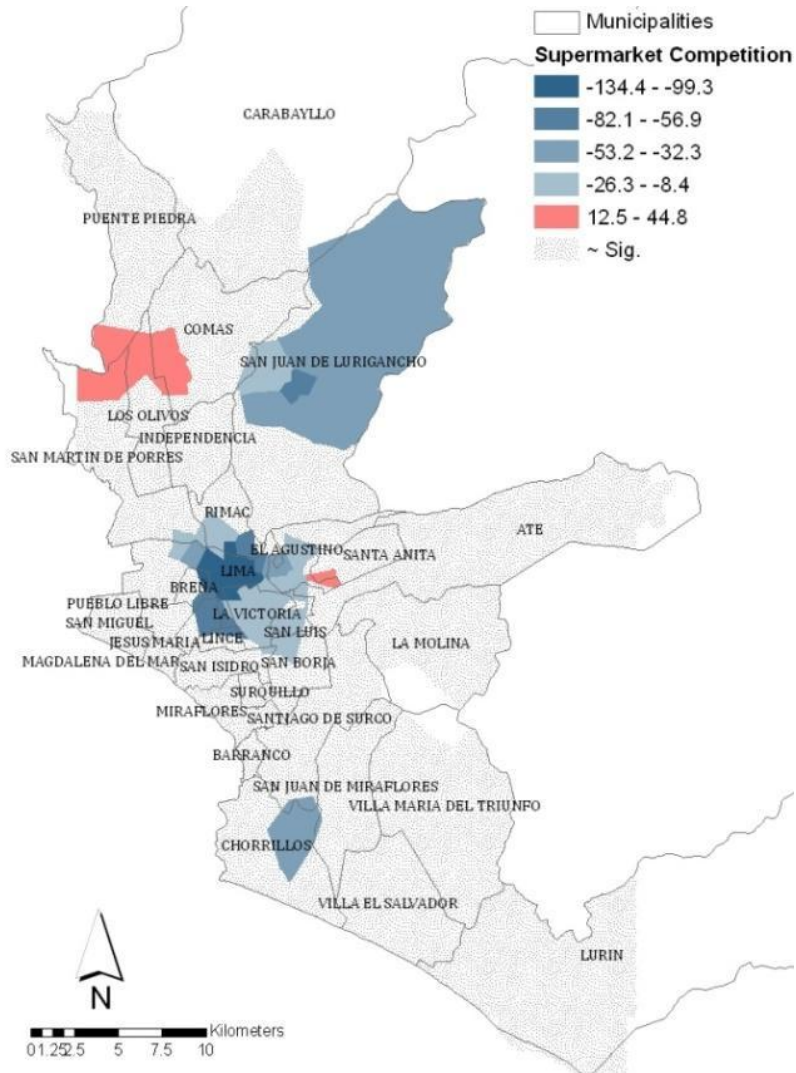 Municipalities
Supermarket Competition
-134.4 - -99.3
-82.1 - -56.9
-53.2 - -32.3
-26.3 - -8.4
12.5 - 44.8
~ Sig.
CARABAYLLO
PUENTE PIEDRA
COMAS
SAN JUAN DE LURIGANCHO
LOS OLIVOS
INDEPENDENCIA
SAN MARTIN DE PORRES
RIMAC
ATE
EL AGUSTINO
SANTA ANITA
LIMA
BREÑA
PUEBLO LIBRE
LA VICTORIA
SAN MIGUEL
SAN LUIS
JESUS MARIA
LINCE
LA MOLINA
MAGDALENA DEL MAR
SAN ISIDRO
SAN BORJA
SURQUILLO
MIRAFLORES
SANTIAGO DE SURCO
BARRANCO
SAN JUAN DE MIRAFLORES
VILLA MARIA DEL TRIUNFO
CHORRILLOS
VILLA EL SALVADOR
LURIN
N
Kilometers
01.252.5 5 7.5 10